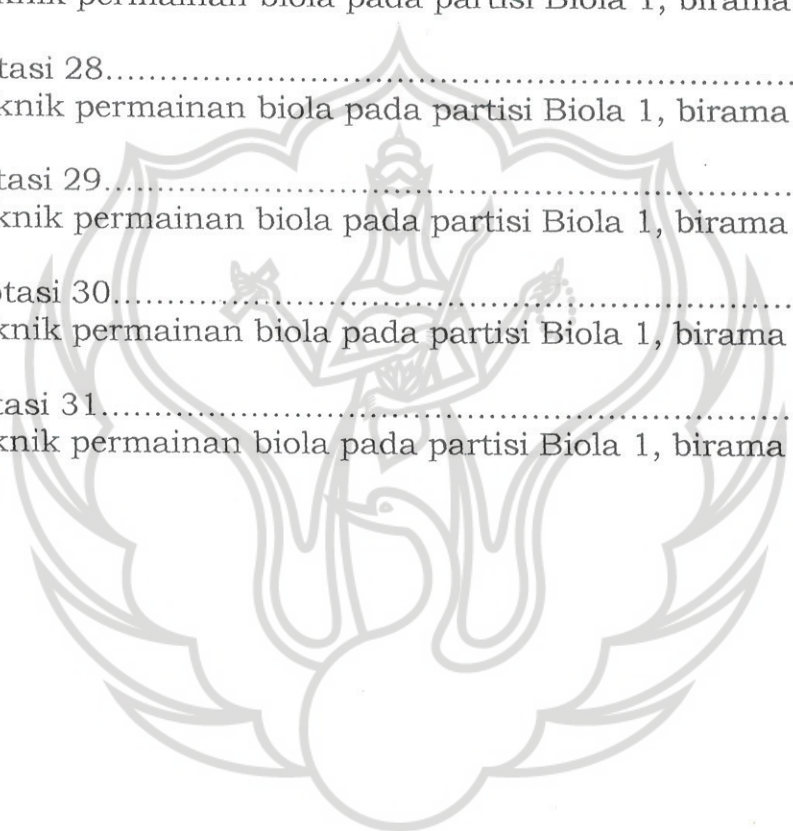 knik permainan biola pada partisi Biola 1, birama
tasi 28
knik permainan biola pada partisi Biola 1, birama
tasi 29
knik permainan biola pada partisi Biola 1, birama
otasi 30
knik permainan biola pada partisi Biola 1, birama
tasi 31
knik permainan biola pada partisi Biola 1, birama